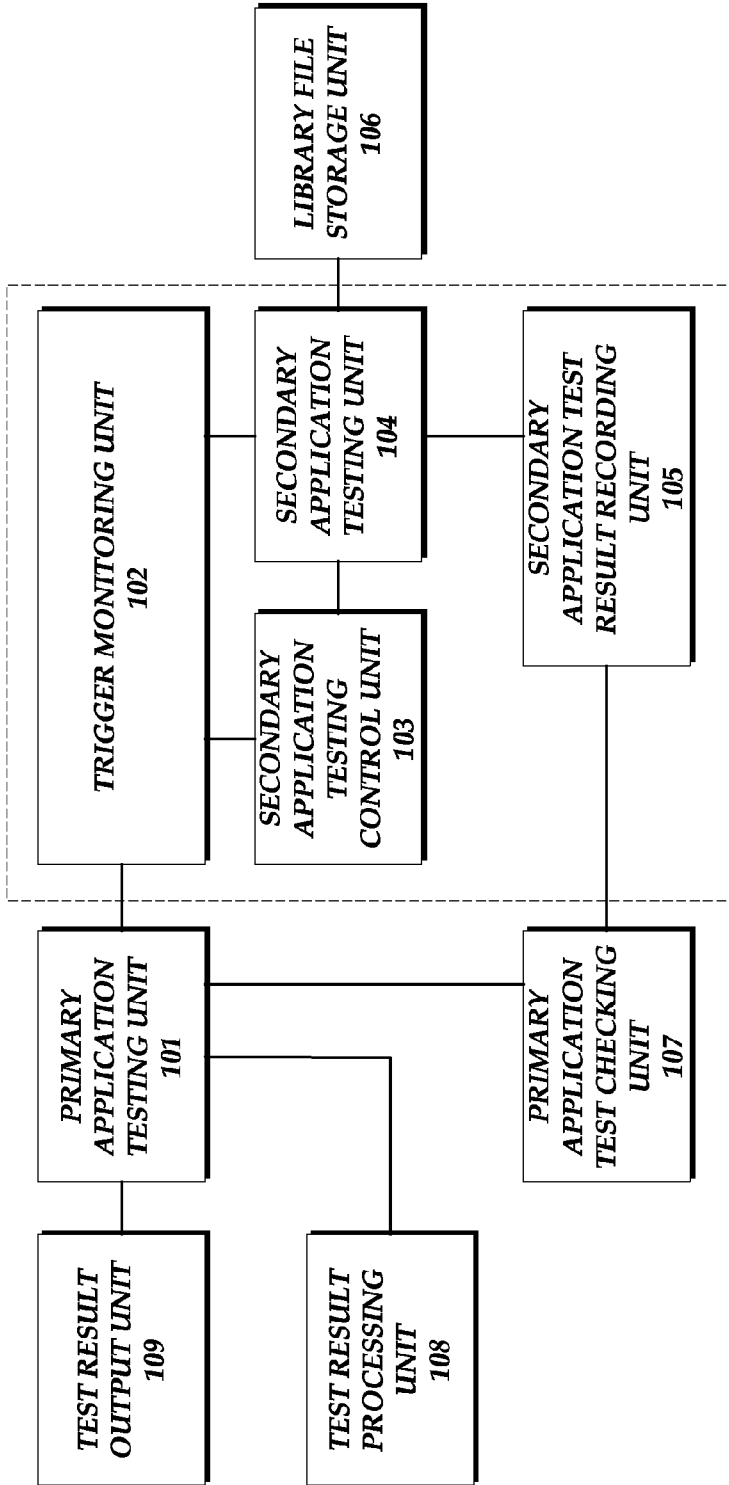 TEST RESULT
OUTPUT UNIT
109
PRIMARY
APPLICATION
TESTING UNIT
101
TRIGGER MONITORING UNIT
102
TEST RESULT
PROCESSING
UNIT
108
SECONDARY
APPLICATION
TESTING
CONTROL UNIT
103
SECONDARY
APPLICATION
TESTING UNIT
104
LIBRARY FILE
STORAGE UNIT
106
PRIMARY
APPLICATION
TEST CHECKING
UNIT
107
SECONDARY
APPLICATION TEST
RESULT RECORDING
UNIT
105